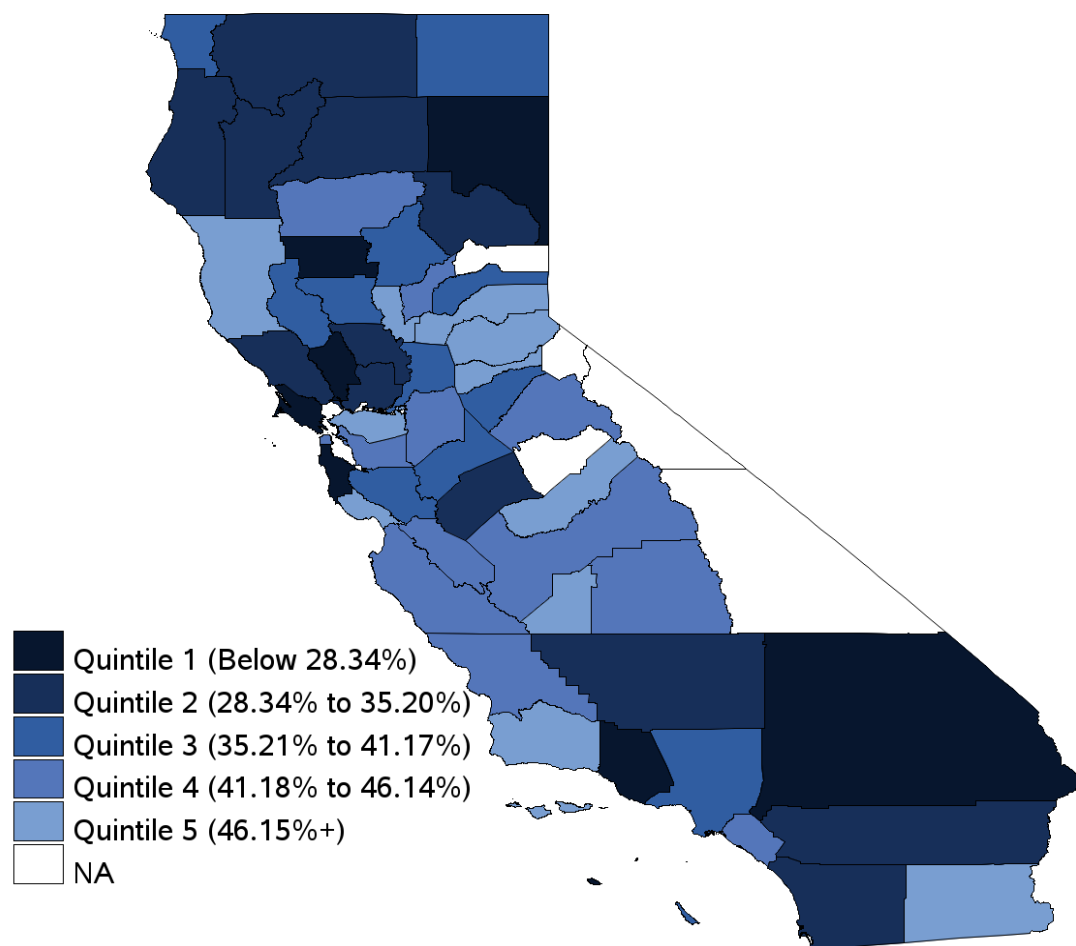 Quintile 1 (Below 28.34%)
Quintile 2 (28.34% to 35.20%)
Quintile 3 (35.21% to 41.17%)
Quintile 4 (41.18% to 46.14%)
Quintile 5 (46.15%+)
NA